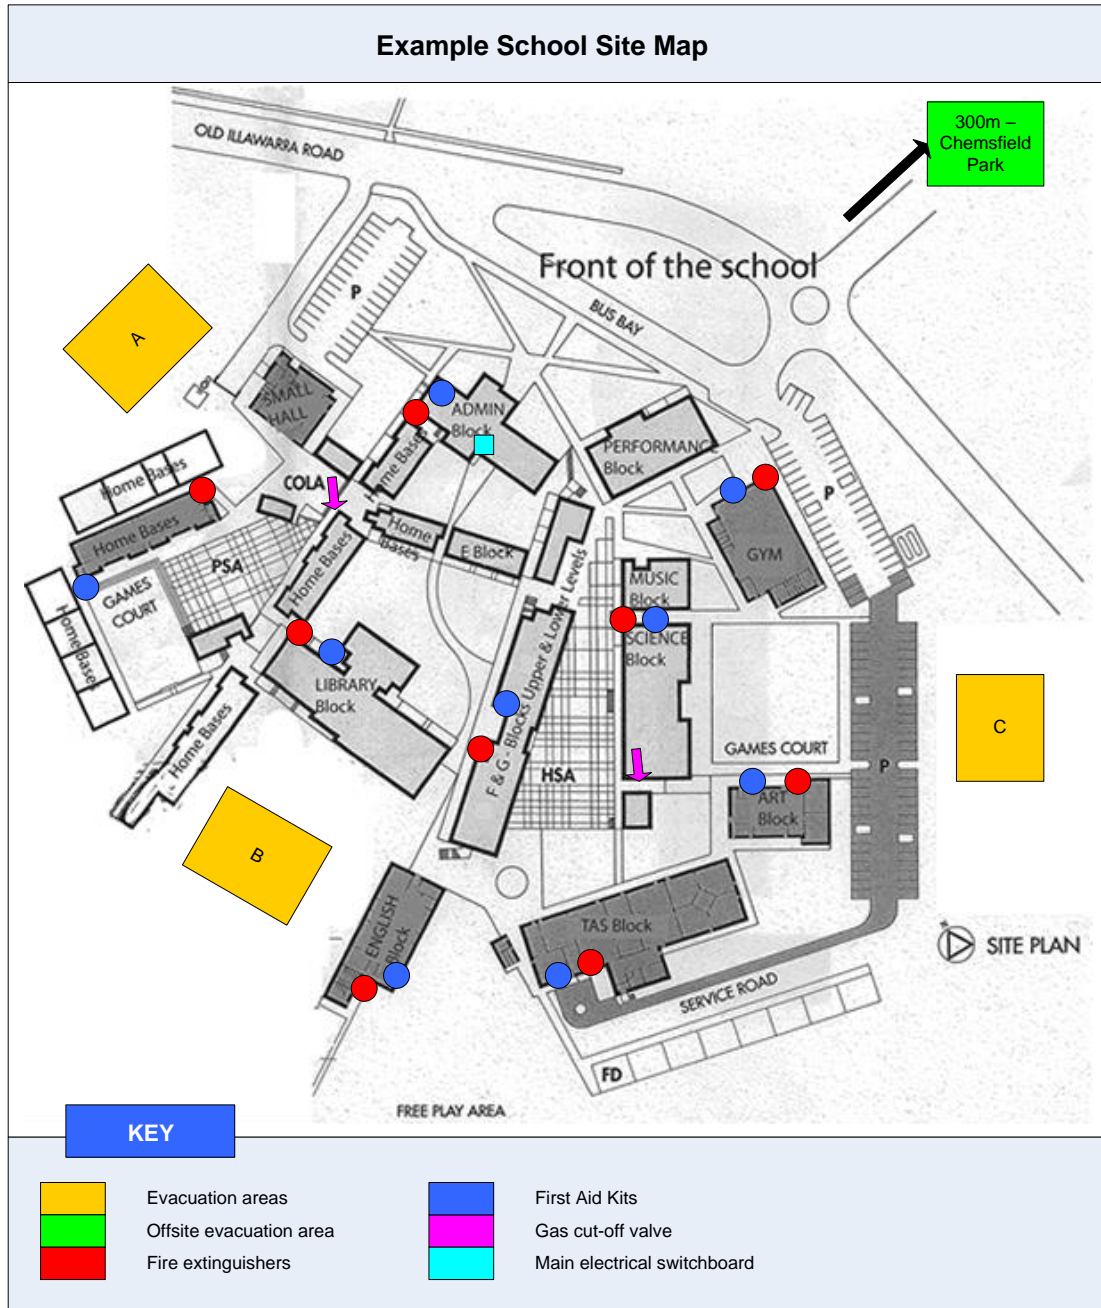 Example School Site Map
OLD ILLAWARRA ROAD
300m –
Chemsfield
Park
Front of the school
BUS BAY
P
A
SMALL
HALL
ADMIN
Block
Home Bases
PERFORMANCE
Block
P
COLA
Home Bases
Home Bases
Home
Bases
E Block
GYM
PSA
Home Bases
GAMES
COURT
Home Bases
MUSIC
Block
SCIENCE
Block
LIBRARY
Block
F & G - Blocks Upper & Lower Levels
Home Bases
C
GAMES COURT
HSA
P
ART
Block
B
ENGLISH
Block
TAS Block
SITE PLAN
SERVICE ROAD
FD
FREE PLAY AREA
KEY
Evacuation areas
Offsite evacuation area
Fire extinguishers
First Aid Kits
Gas cut-off valve
Main electrical switchboard